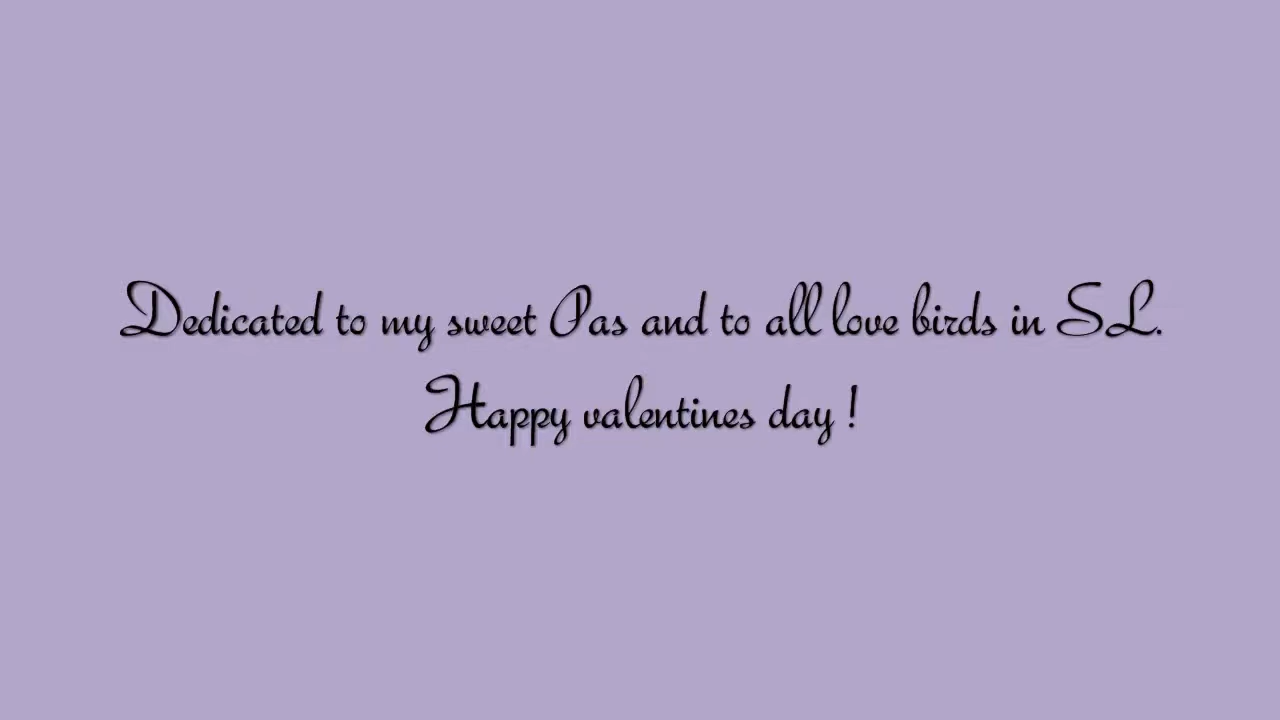 Dedicated to my sweet Pas and to all love birds in SL.
Happy valentines day !